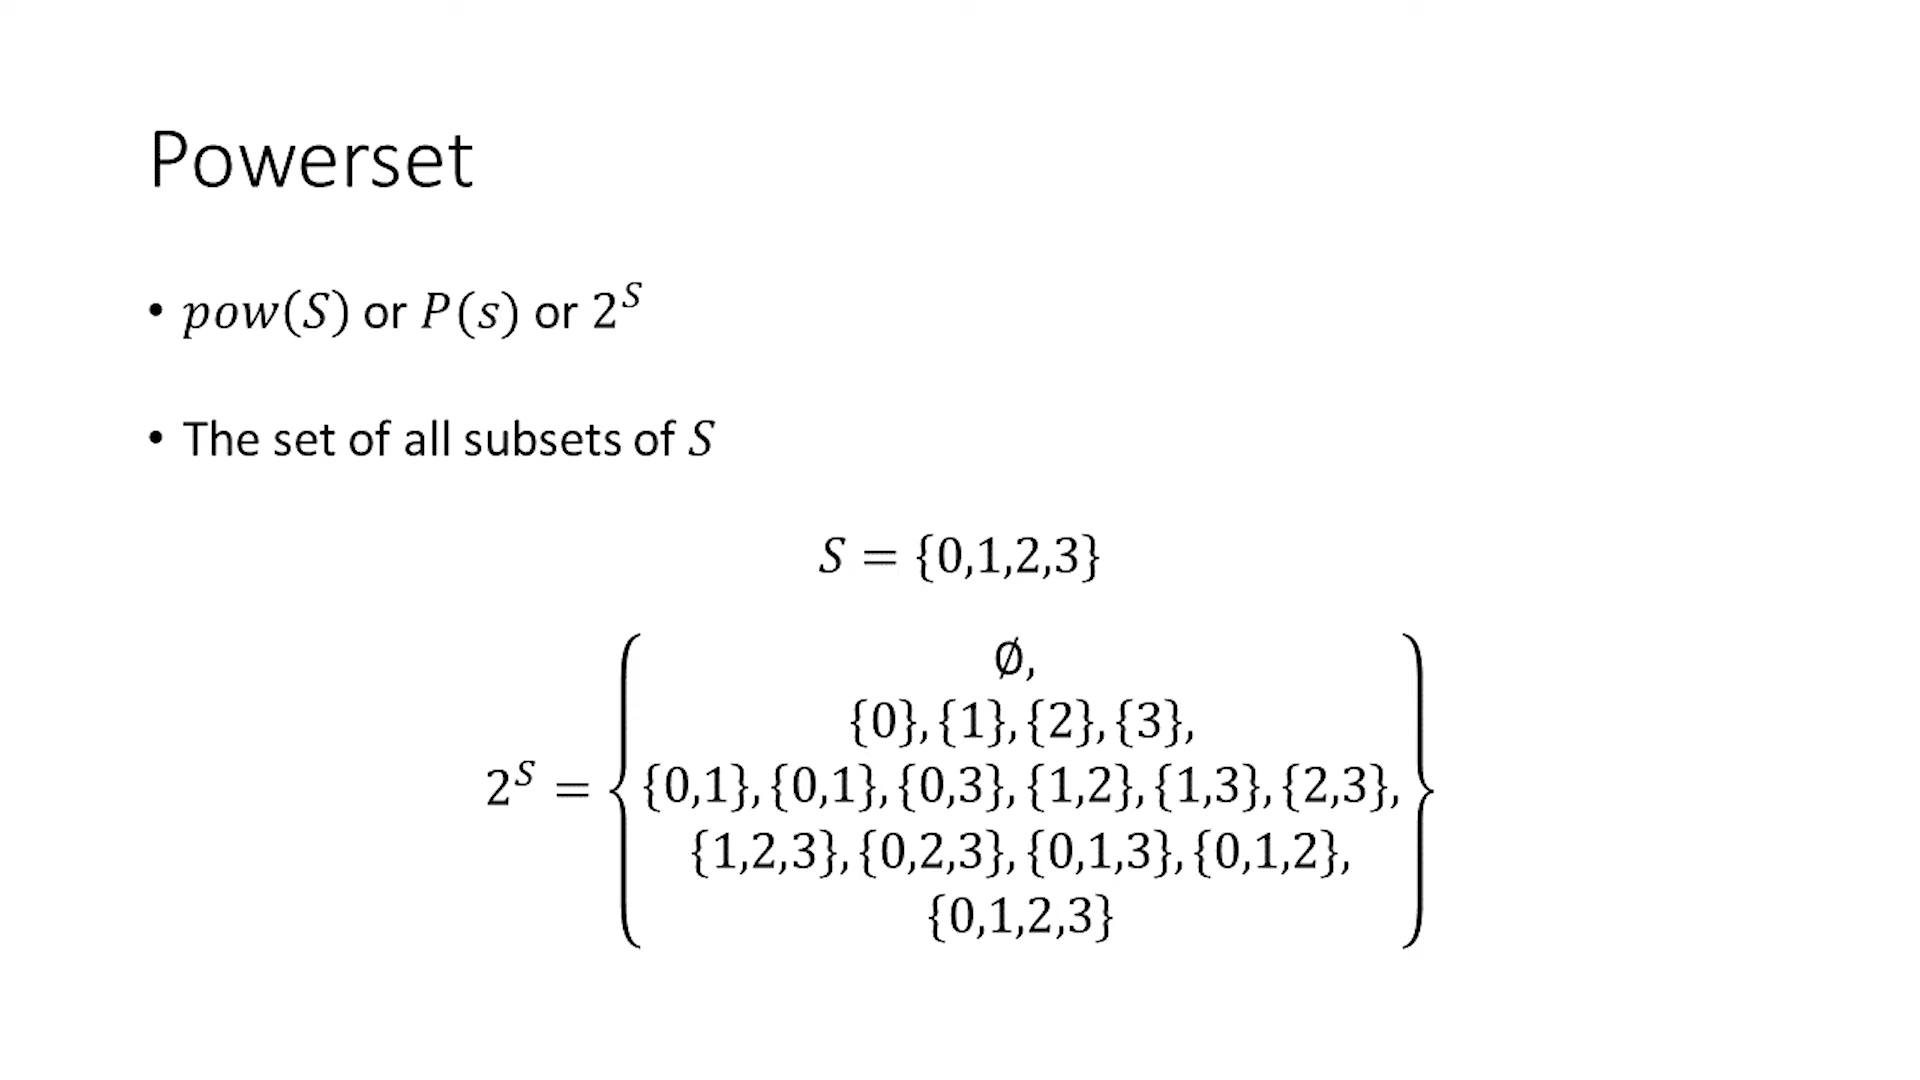 Powerset
• pow(S) or P(s) or 2^S
• The set of all subsets of S
S = {0,1,2,3}
∅,
{0}, {1}, {2}, {3},
2^S = {0,1}, {0,1}, {0,3}, {1,2}, {1,3}, {2,3},
{1,2,3}, {0,2,3}, {0,1,3}, {0,1,2},
{0,1,2,3}